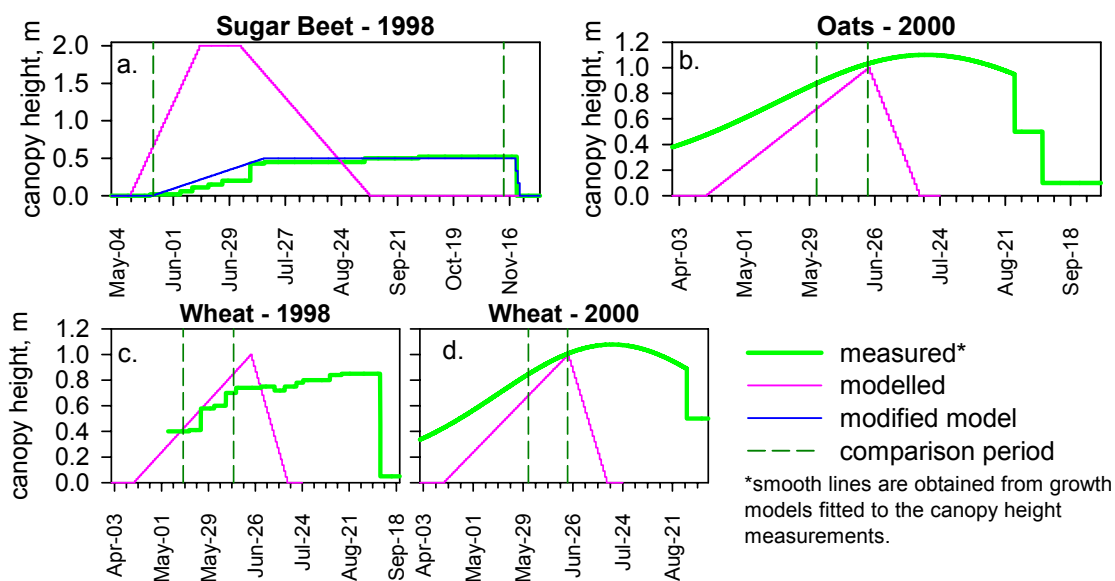 Sugar Beet - 1998
canopy height, m
2.0
1.5
1.0
0.5
0.0
a.
May-04
Jun-01
Jun-29
Jul-27
Aug-24
Sep-21
Oct-19
Nov-16
Oats - 2000
canopy height, m
1.2
1.0
0.8
0.6
0.4
0.2
0.0
b.
Apr-03
May-01
May-29
Jun-26
Jul-24
Aug-21
Sep-18
Wheat - 1998
canopy height, m
1.2
1.0
0.8
0.6
0.4
0.2
0.0
c.
Apr-03
May-01
May-29
Jun-26
Jul-24
Aug-21
Sep-18
Wheat - 2000
d.
Apr-03
May-01
May-29
Jun-26
Jul-24
Aug-21
measured*
modelled
modified model
comparison period
*smooth lines are obtained from growth
models fitted to the canopy height
measurements.